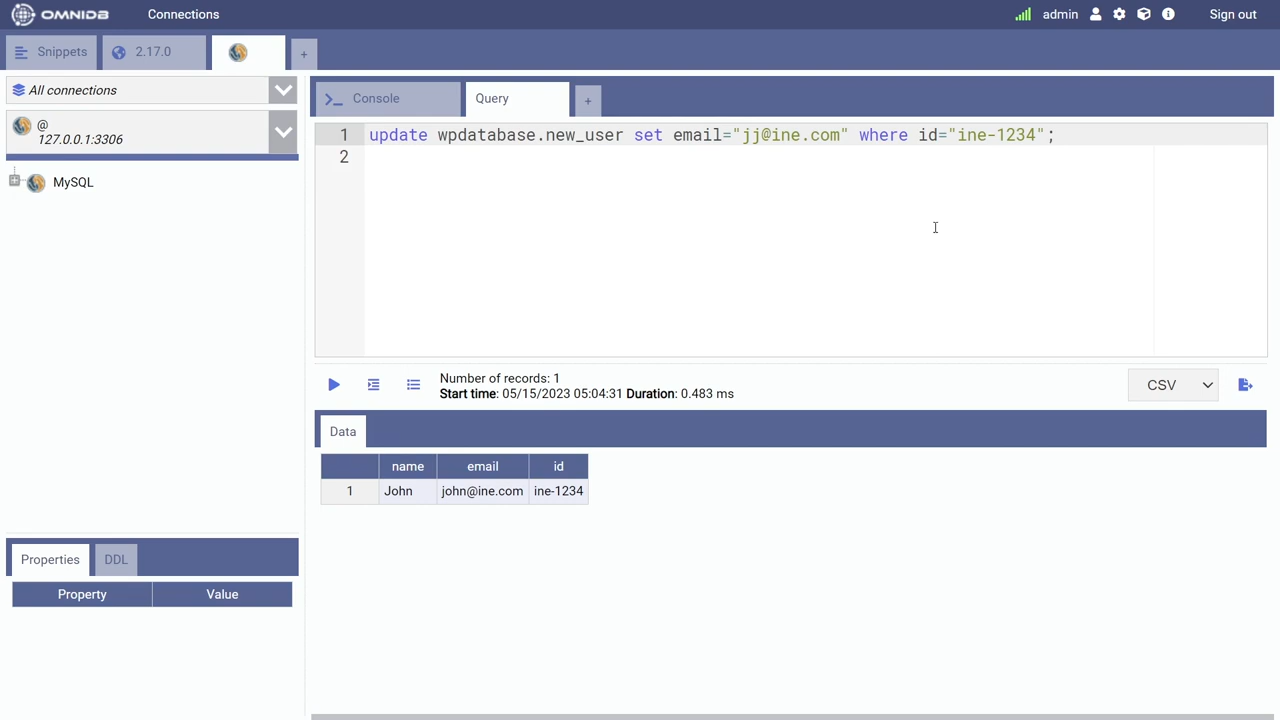 OMNIDB Connections admin Sign out
Snippets 2.17.0 +
All connections
@
127.0.0.1:3306
MySQL
Console Query +
1 update wpdatabase.new_user set email="jj@ine.com" where id="ine-1234";
2
Number of records: 1
Start time: 05/15/2023 05:04:31 Duration: 0.483 ms
CSV
Data
name email id
1 John john@ine.com ine-1234
Properties DDL
Property Value